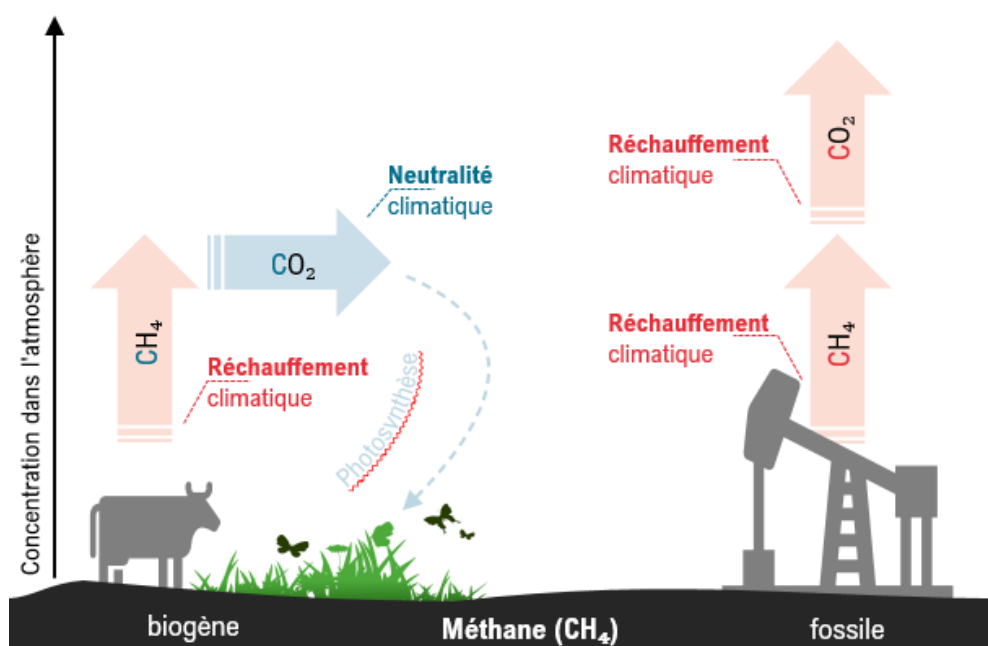 Concentration dans l'atmosphère
Neutralité
climatique
CO₂
CH₄
Réchauffement
climatique
Photosynthèse
CO₂
Réchauffement
climatique
Réchauffement
climatique
CH₄
biogène
Méthane (CH₄)
fossile